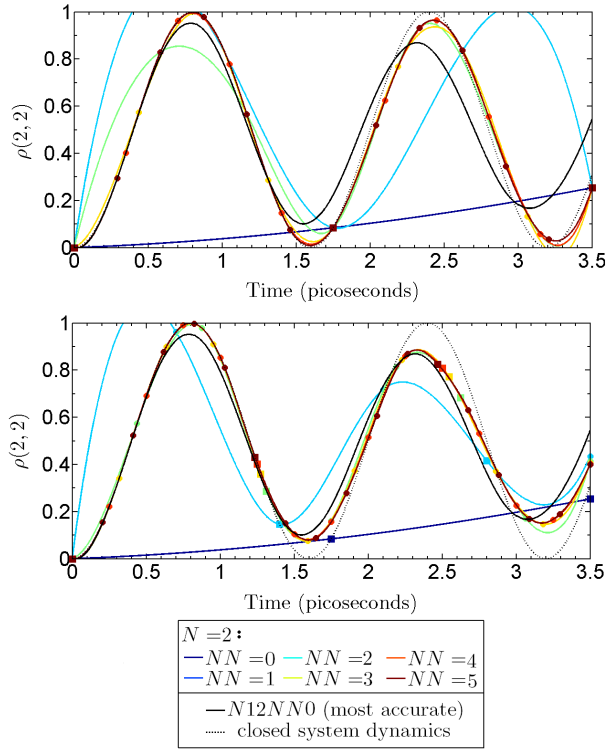 1
0.8
0.6
0.4
0.2
0
ρ(2, 2)
0 0.5 1 1.5 2 2.5 3 3.5
Time (picoseconds)
1
0.8
0.6
0.4
0.2
0
ρ(2, 2)
0 0.5 1 1.5 2 2.5 3 3.5
Time (picoseconds)
N =2:
NN =0 NN =2 NN =4
NN =1 NN =3 NN =5
N12NN0 (most accurate)
closed system dynamics